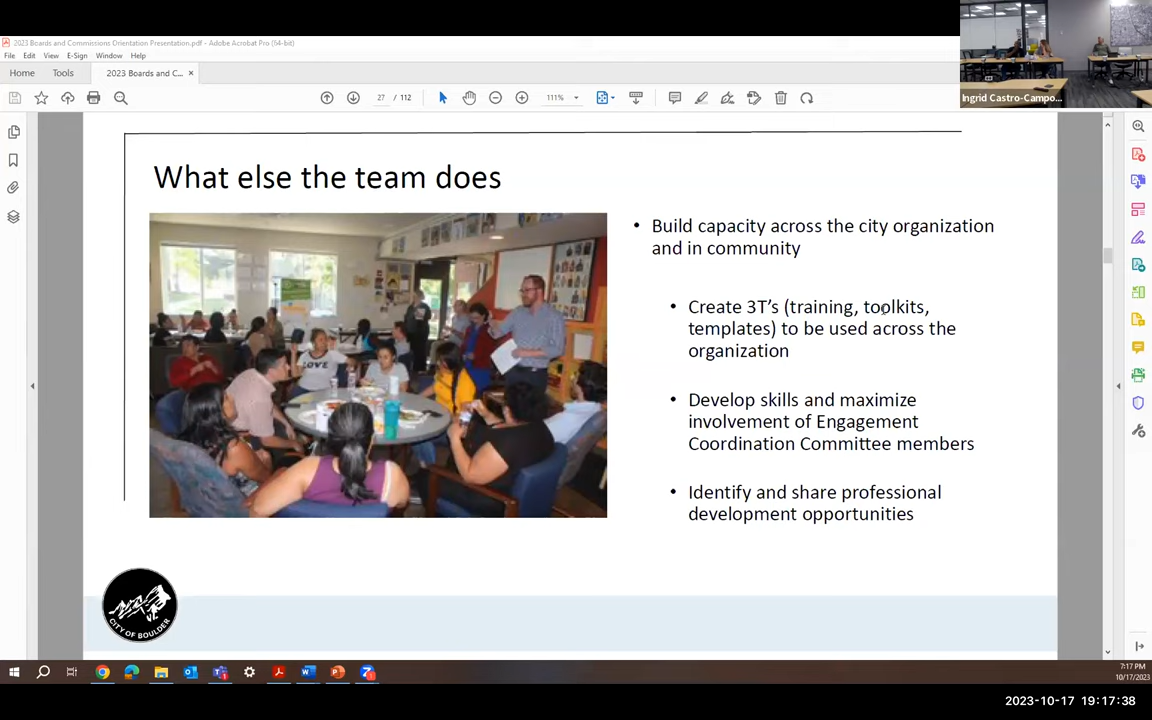 2023 Boards and Commissions Orientation Presentation.pdf - Adobe Acrobat Pro (64-bit)
File Edit View E-Sign Window Help
Home Tools 2023 Boards and C... ×
27 / 112 111%
Ingrid Castro-Campo...
What else the team does
• Build capacity across the city organization
and in community
• Create 3T's (training, toolkits,
templates) to be used across the
organization
• Develop skills and maximize
involvement of Engagement
Coordination Committee members
• Identify and share professional
development opportunities
LOVE
CITY OF BOULDER
7:17 PM
10/17/2023
2023-10-17 19:17:38